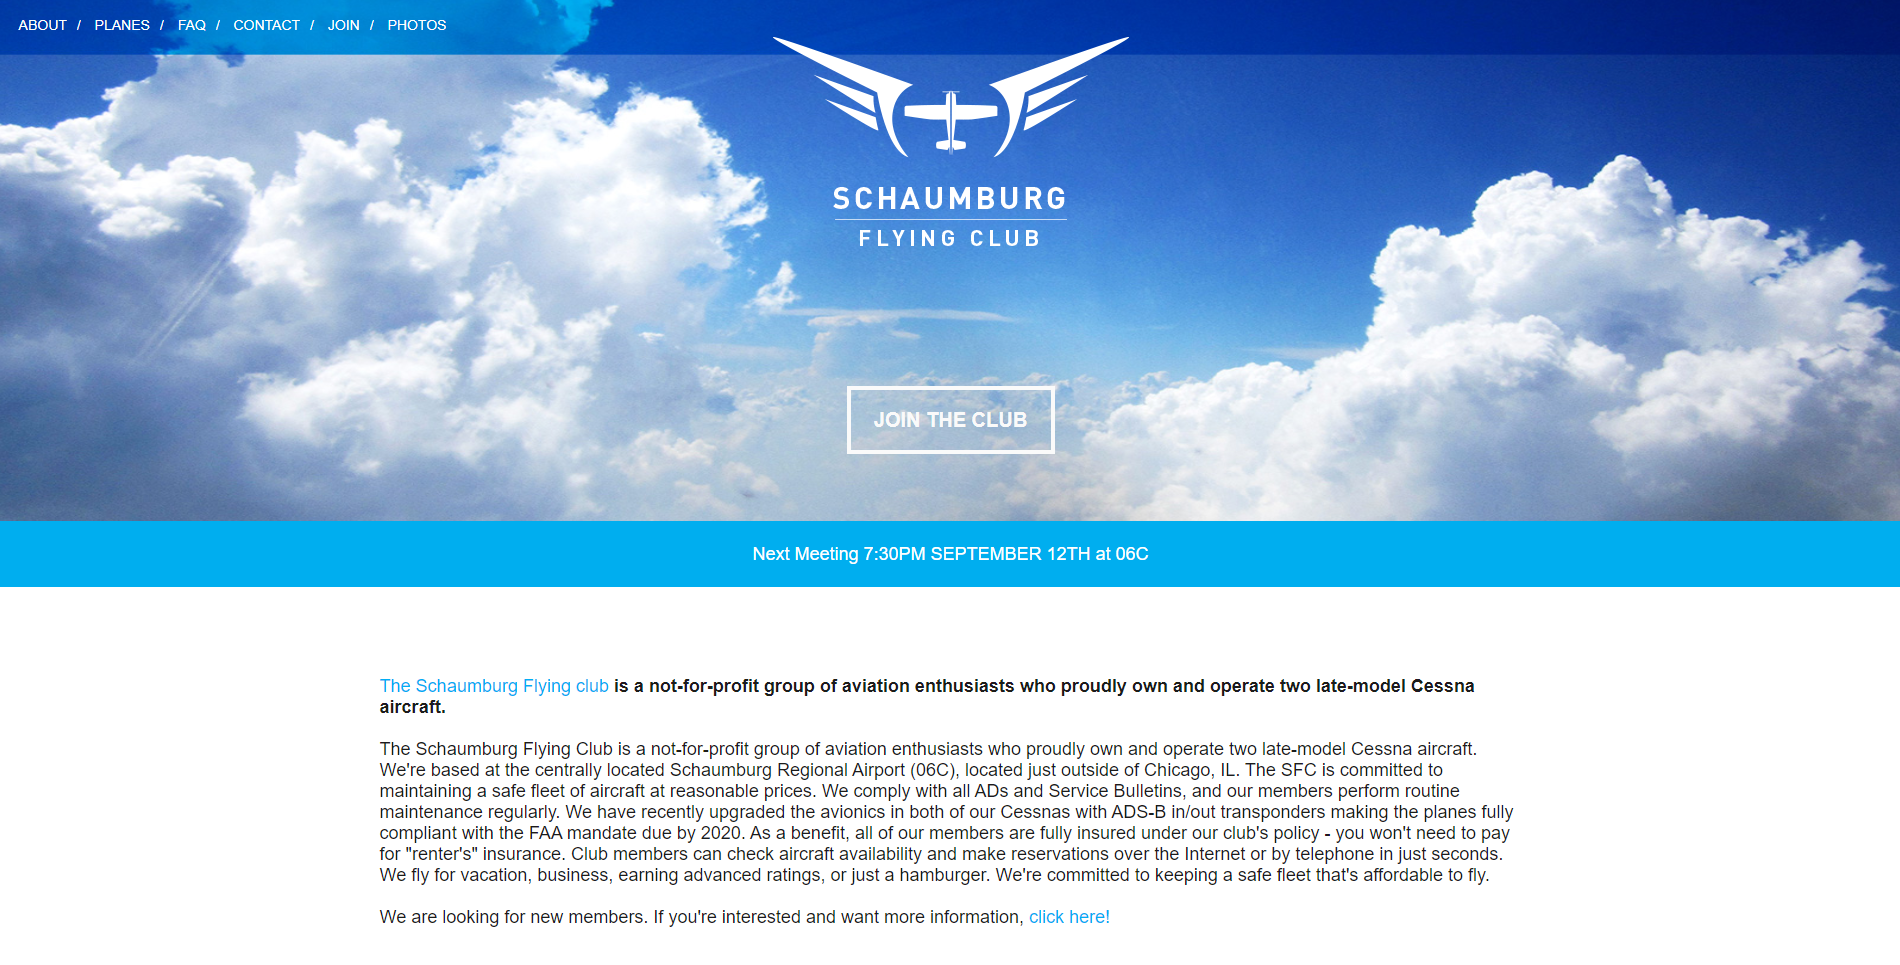 ABOUT / PLANES / FAQ / CONTACT / JOIN / PHOTOS
SCHAUMBURG
FLYING CLUB
JOIN THE CLUB
Next Meeting 7:30PM SEPTEMBER 12TH at 06C
The Schaumburg Flying club is a not-for-profit group of aviation enthusiasts who proudly own and operate two late-model Cessna
aircraft.
The Schaumburg Flying Club is a not-for-profit group of aviation enthusiasts who proudly own and operate two late-model Cessna aircraft.
We're based at the centrally located Schaumburg Regional Airport (06C), located just outside of Chicago, IL. The SFC is committed to
maintaining a safe fleet of aircraft at reasonable prices. We comply with all ADs and Service Bulletins, and our members perform routine
maintenance regularly. We have recently upgraded the avionics in both of our Cessnas with ADS-B in/out transponders making the planes fully
compliant with the FAA mandate due by 2020. As a benefit, all of our members are fully insured under our club's policy - you won't need to pay
for "renter's" insurance. Club members can check aircraft availability and make reservations over the Internet or by telephone in just seconds.
We fly for vacation, business, earning advanced ratings, or just a hamburger. We're committed to keeping a safe fleet that's affordable to fly.
We are looking for new members. If you're interested and want more information, click here!